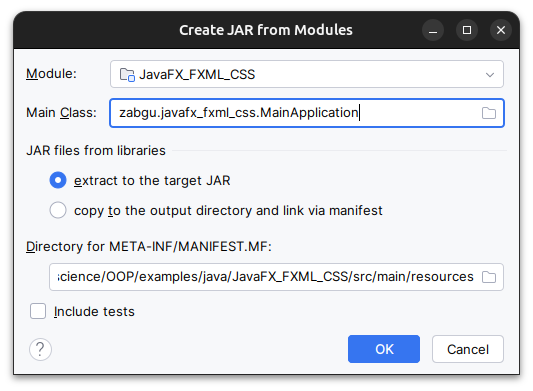 Create JAR from Modules
Module: JavaFX_FXML_CSS
Main Class: zabgu.javafx_fxml_css.MainApplication
JAR files from libraries
extract to the target JAR
copy to the output directory and link via manifest
Directory for META-INF/MANIFEST.MF:
science/OOP/examples/java/JavaFX_FXML_CSS/src/main/resources
Include tests
? OK Cancel